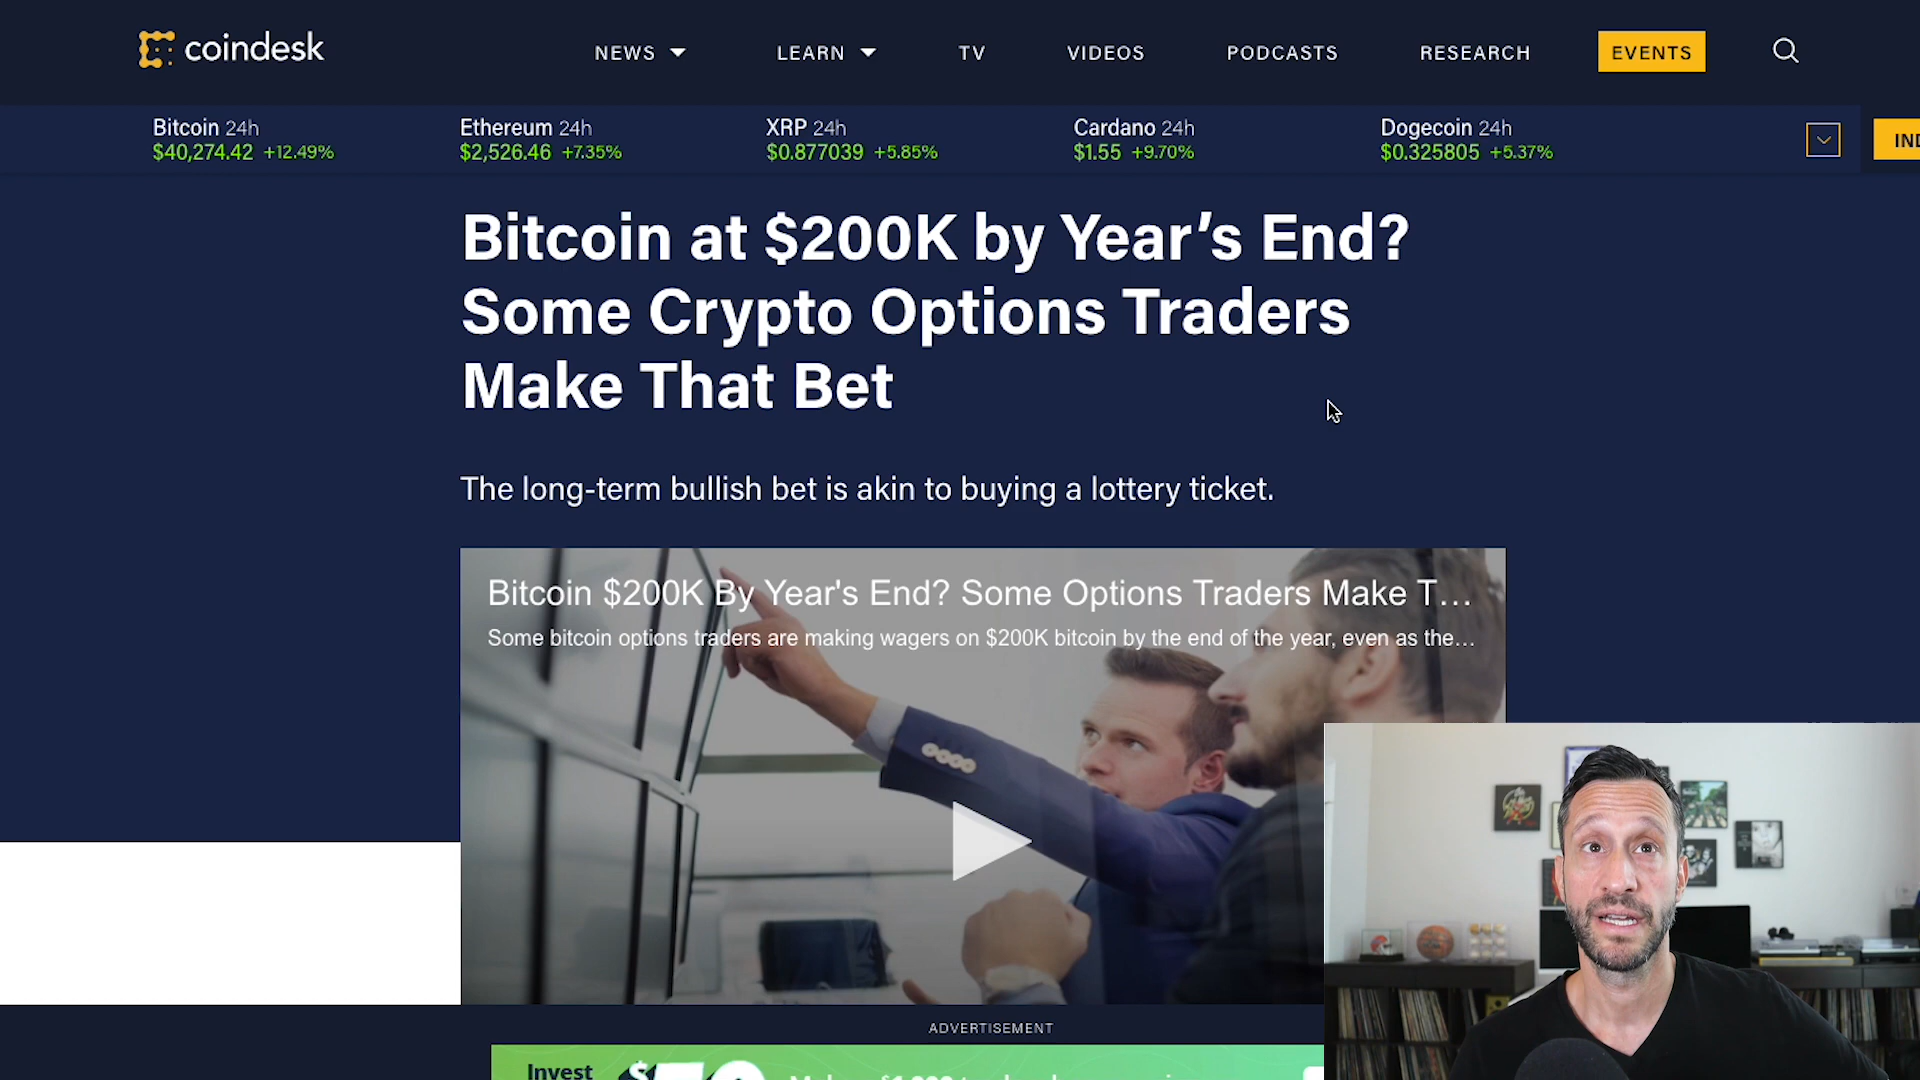 coindesk
NEWS LEARN TV VIDEOS PODCASTS RESEARCH EVENTS
Bitcoin 24h
$40,274.42 +12.49%
Ethereum 24h
$2,526.46 +7.35%
XRP 24h
$0.877039 +5.85%
Cardano 24h
$1.55 +9.70%
Dogecoin 24h
$0.325805 +5.37%
Bitcoin at $200K by Year's End?
Some Crypto Options Traders
Make That Bet
The long-term bullish bet is akin to buying a lottery ticket.
Bitcoin $200K By Year's End? Some Options Traders Make T...
Some bitcoin options traders are making wagers on $200K bitcoin by the end of the year, even as the...
ADVERTISEMENT
Invest